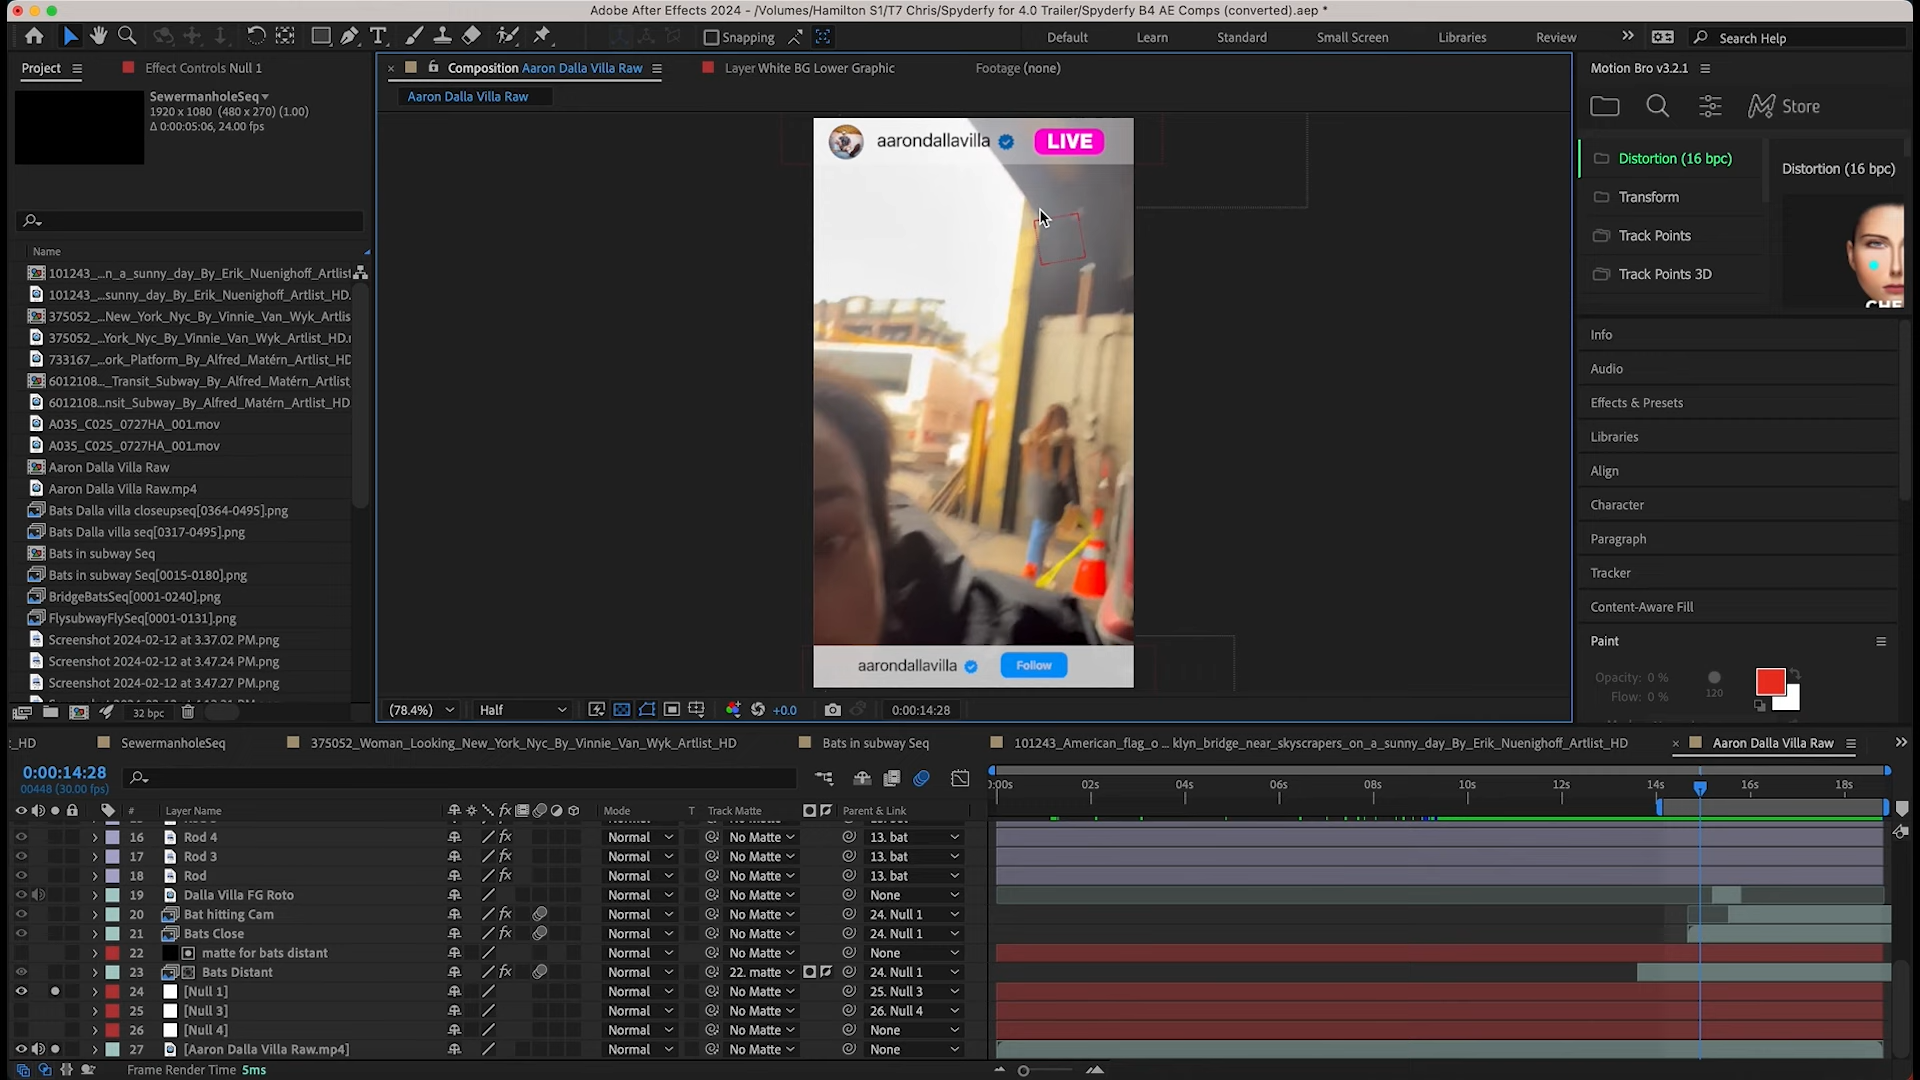 Adobe After Effects 2024 - /Volumes/Hamilton S1/T7 Chris/Spyderfy for 4.0 Trailer/Spyderfy B4 AE Comps (converted).aep *
Snapping
Default
Learn
Standard
Small Screen
Libraries
Review
Search Help
Project
Effect Controls Null 1
Composition Aaron Dalla Villa Raw
Layer White BG Lower Graphic
Footage (none)
Motion Bro v3.2.1
SewermanholeSeq
1920 x 1080 (480 x 270) (1.00)
Δ 0:00:05:06, 24.00 fps
Aaron Dalla Villa Raw
Store
aarondallavilla
LIVE
Distortion (16 bpc)
Transform
Track Points
Track Points 3D
Distortion (16 bpc)
Name
101243_...n_a_sunny_day_By_Erik_Nuenighoff_Artlist
101243_...sunny_day_By_Erik_Nuenighoff_Artlist_HD.
375052_...New_York_Nyc_By_Vinnie_Van_Wyk_Artlis
375052_...York_Nyc_By_Vinnie_Van_Wyk_Artlist_HD.
733167_...ork_Platform_By_Alfred_Matérn_Artlist_HD
6012108..._Transit_Subway_By_Alfred_Matérn_Artlist
6012108...nsit_Subway_By_Alfred_Matérn_Artlist_HD.
A035_C025_0727HA_001.mov
A035_C025_0727HA_001.mov
Aaron Dalla Villa Raw
Aaron Dalla Villa Raw.mp4
Bats Dalla villa closeupseq[0364-0495].png
Bats Dalla villa seq[0317-0495].png
Bats in subway Seq
Bats in subway Seq[0015-0180].png
BridgeBatsSeq[0001-0240].png
FlysubwayFlySeq[0001-0131].png
Screenshot 2024-02-12 at 3.37.02 PM.png
Screenshot 2024-02-12 at 3.47.24 PM.png
Screenshot 2024-02-12 at 3.47.27 PM.png
32 bpc
aarondallavilla
Follow
(78.4%)
Half
+0.0
0:00:14:28
Info
Audio
Effects & Presets
Libraries
Align
Character
Paragraph
Tracker
Content-Aware Fill
Paint
Opacity: 0 %
Flow: 0 %
120
:_HD
SewermanholeSeq
375052_Woman_Looking_New_York_Nyc_By_Vinnie_Van_Wyk_Artlist_HD
Bats in subway Seq
101243_American_flag_o ... klyn_bridge_near_skyscrapers_on_a_sunny_day_By_Erik_Nuenighoff_Artlist_HD
Aaron Dalla Villa Raw
0:00:14:28
00448 (30.00 fps)
:00s 02s 04s 06s 08s 10s 12s 14s 16s 18s
# Layer Name Mode T Track Matte Parent & Link
16 Rod 4 Normal No Matte 13. bat
17 Rod 3 Normal No Matte 13. bat
18 Rod Normal No Matte 13. bat
19 Dalla Villa FG Roto Normal No Matte None
20 Bat hitting Cam Normal No Matte 24. Null 1
21 Bats Close Normal No Matte 24. Null 1
22 matte for bats distant Normal No Matte None
23 Bats Distant Normal 22. matte 24. Null 1
24 [Null 1] Normal No Matte 25. Null 3
25 [Null 3] Normal No Matte 26. Null 4
26 [Null 4] Normal No Matte None
27 [Aaron Dalla Villa Raw.mp4] Normal No Matte None
Frame Render Time 5ms